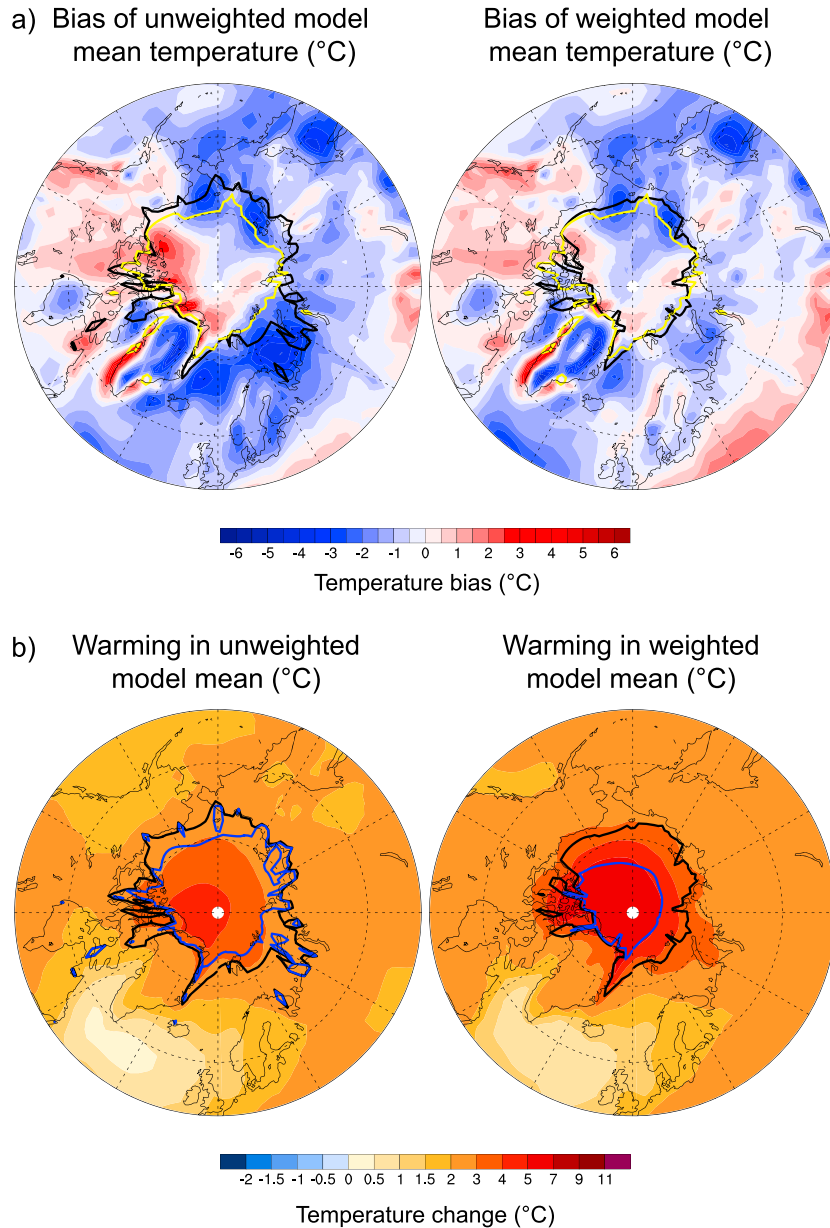 a) Bias of unweighted model
mean temperature (°C)
Bias of weighted model
mean temperature (°C)
-6 -5 -4 -3 -2 -1 0 1 2 3 4 5 6
Temperature bias (°C)
b) Warming in unweighted
model mean (°C)
Warming in weighted
model mean (°C)
-2 -1.5 -1 -0.5 0 0.5 1 1.5 2 3 4 5 7 9 11
Temperature change (°C)